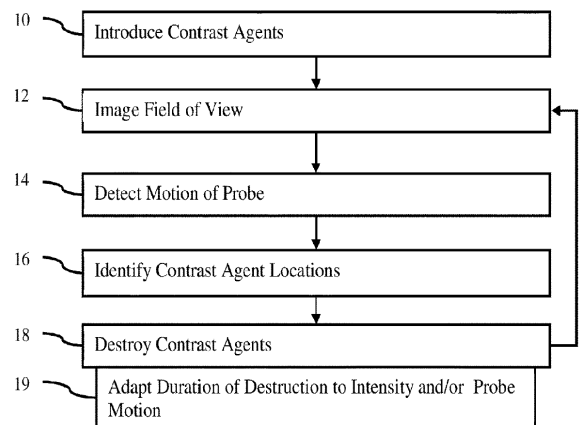 10 Introduce Contrast Agents
12 Image Field of View
14 Detect Motion of Probe
16 Identify Contrast Agent Locations
18 Destroy Contrast Agents
19 Adapt Duration of Destruction to Intensity and/or Probe
Motion